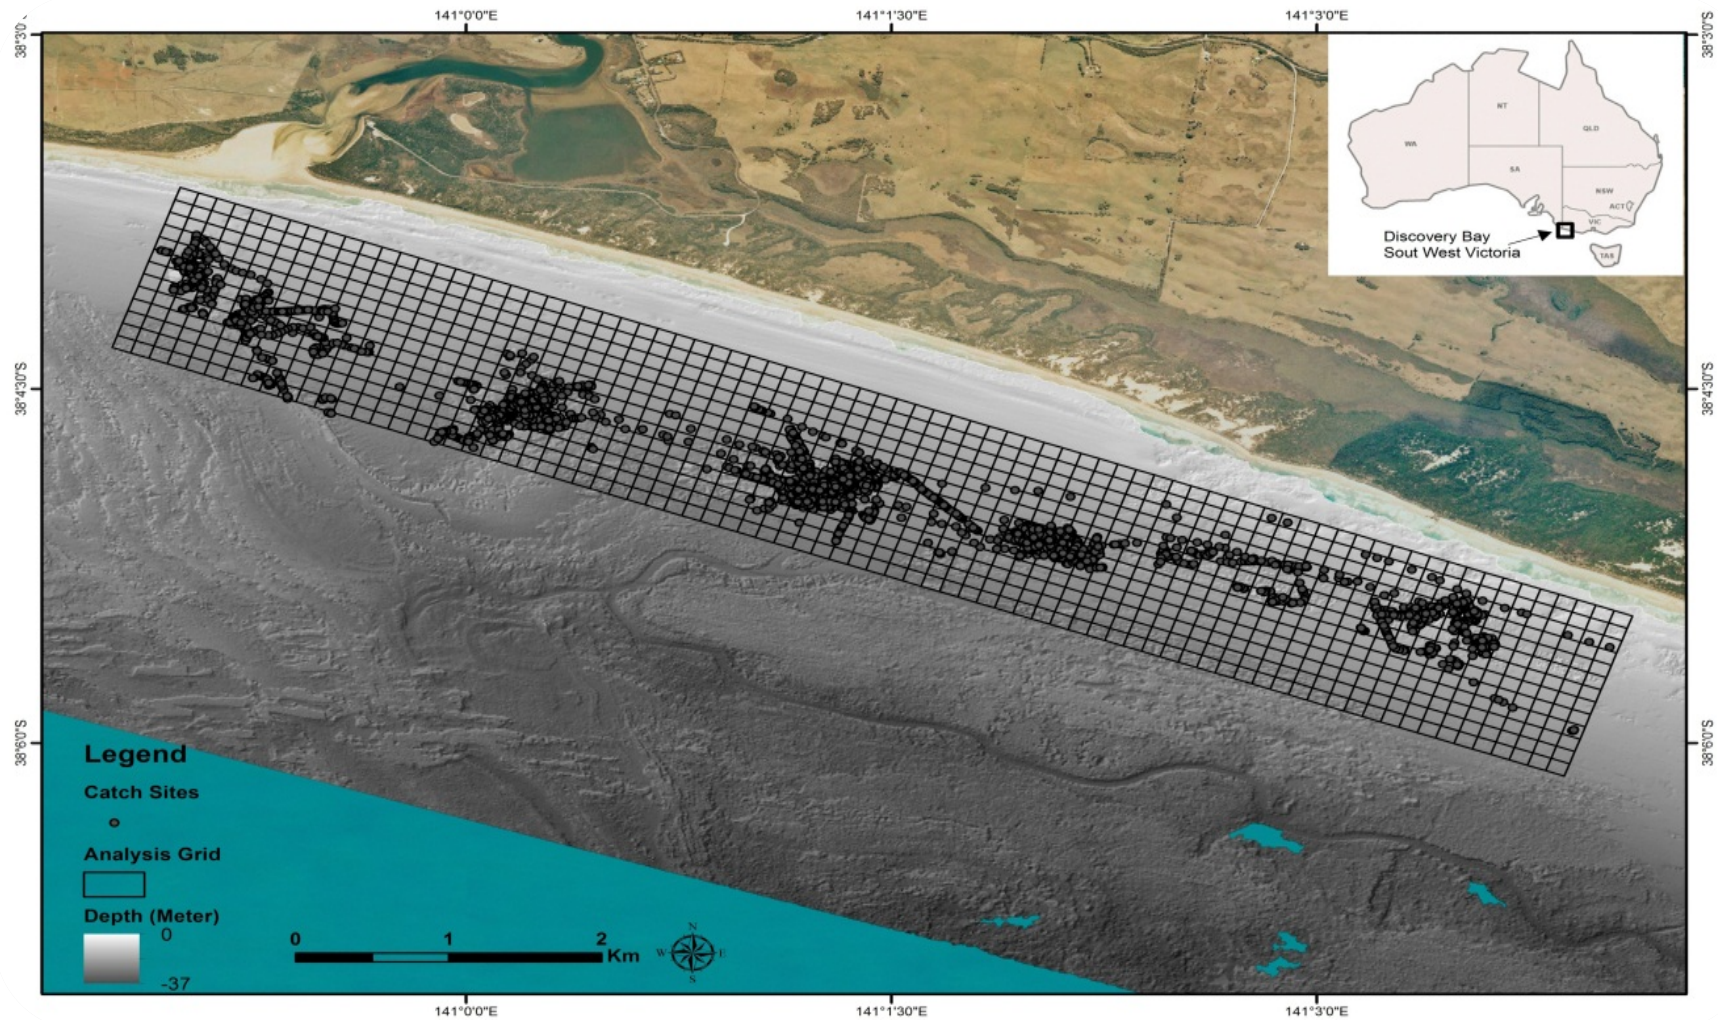 141°0'0"E
141°1'30"E
141°3'0"E
38°3'0"S
38°3'0"S
NT
QLD
WA
SA
NSW
ACT
VIC
TAS
Discovery Bay
Sout West Victoria
38°4'30"S
38°4'30"S
38°6'0"S
38°6'0"S
Legend
Catch Sites
Analysis Grid
Depth (Meter)
0
-37
0
1
2
Km
N
W
E
S
141°0'0"E
141°1'30"E
141°3'0"E